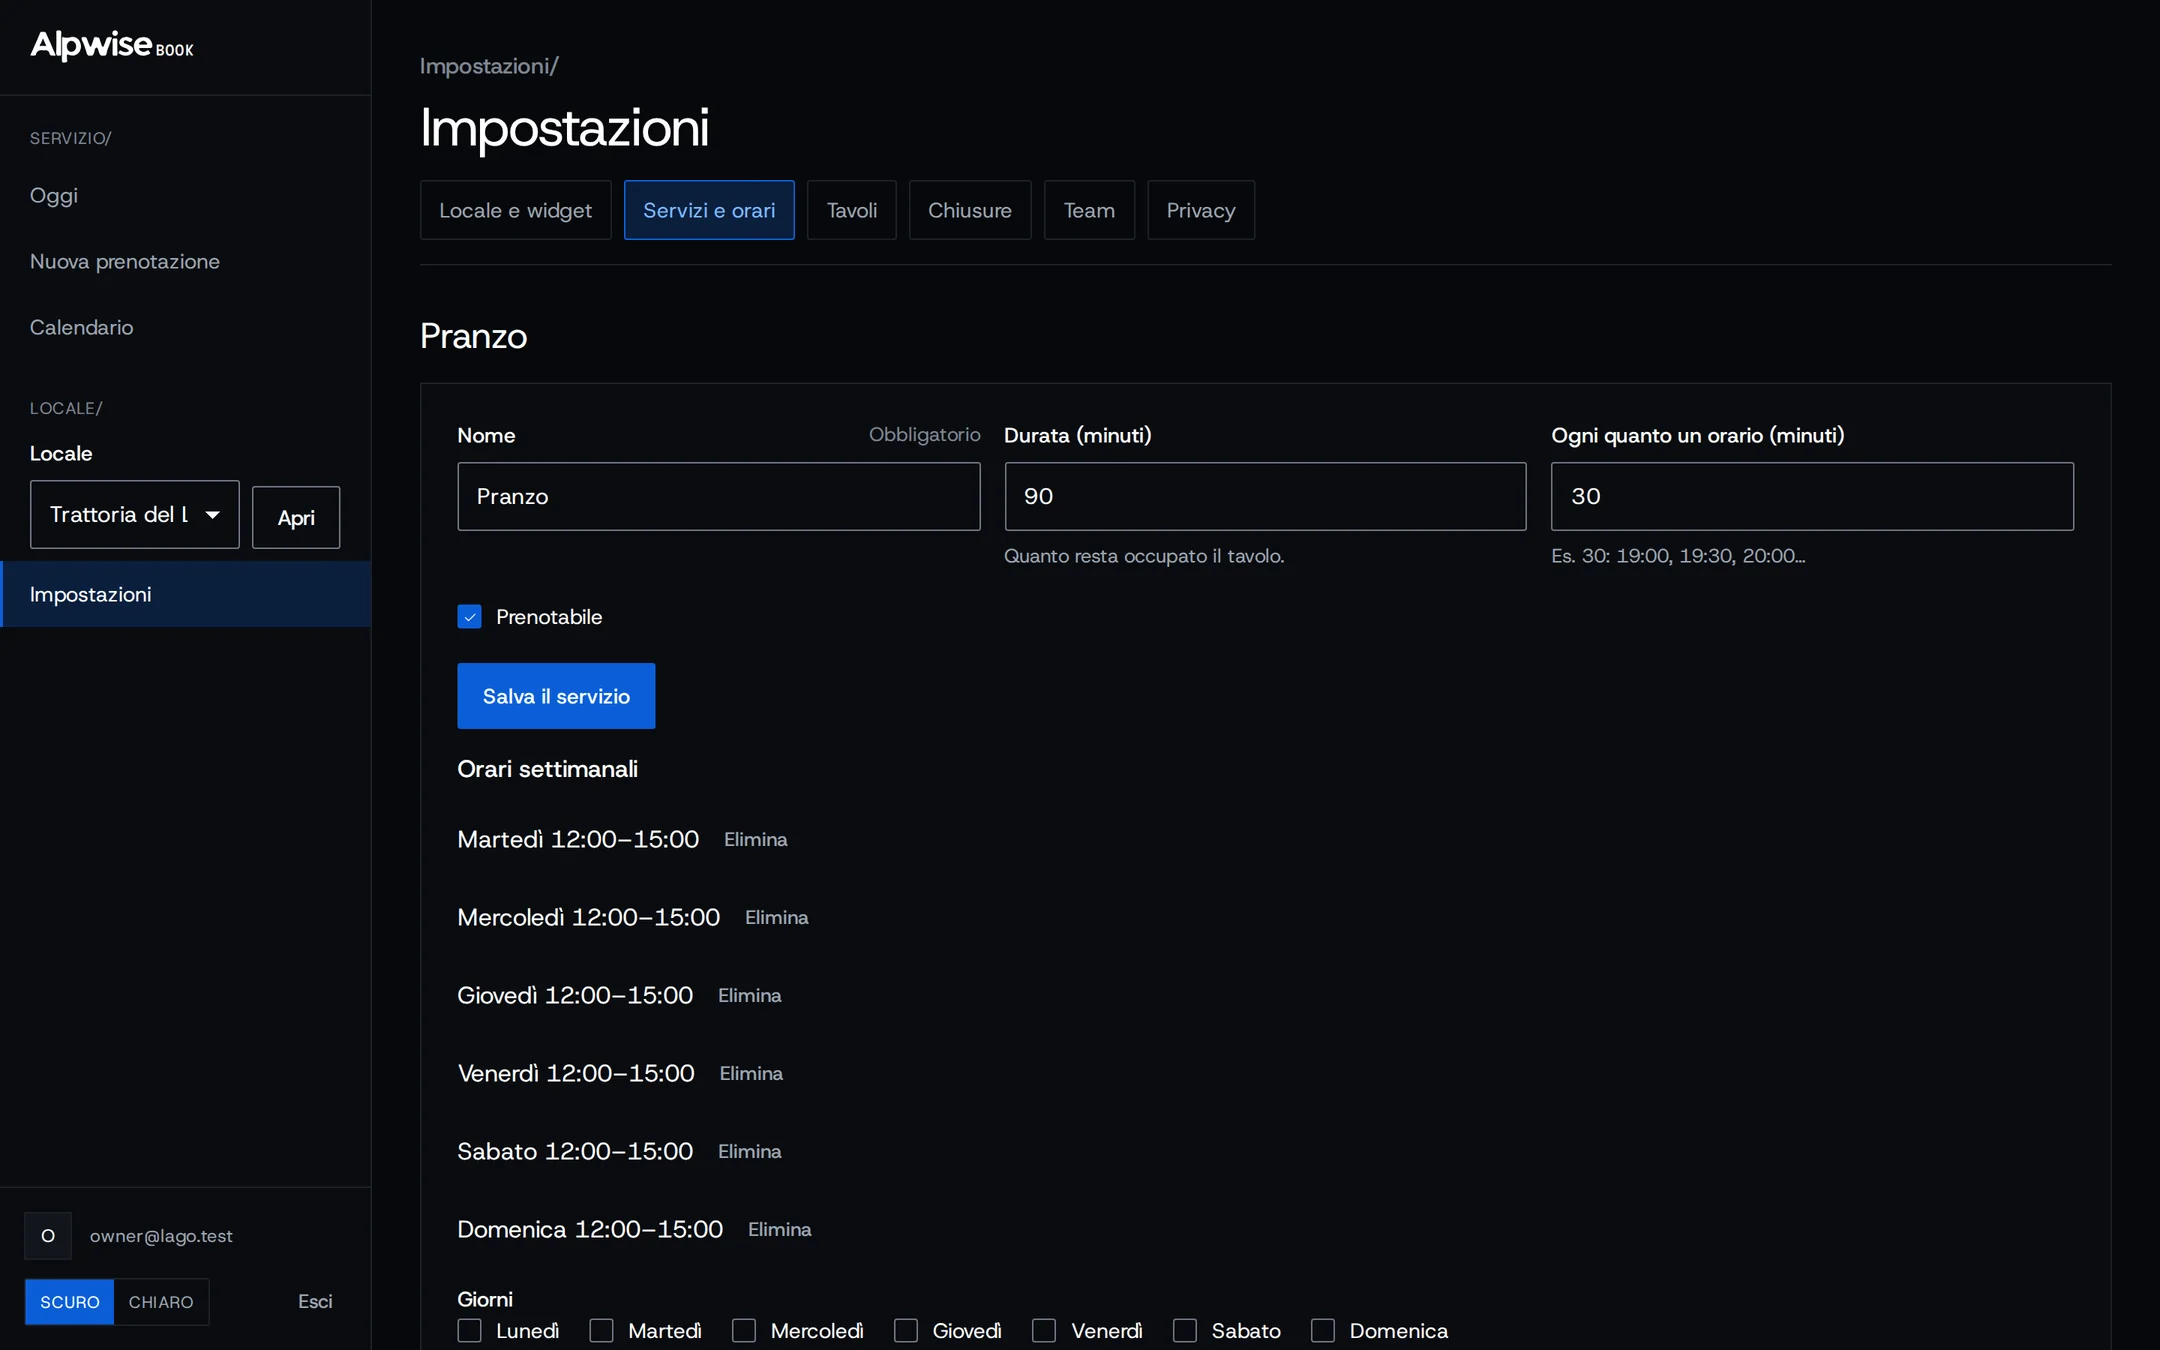 Alpwise BOOK
SERVIZIO/
Oggi
Nuova prenotazione
Calendario
LOCALE/
Locale
Trattoria del L
Apri
Impostazioni
owner@lago.test
O
SCURO
CHIARO
Esci
Impostazioni/
Impostazioni
Locale e widget
Servizi e orari
Tavoli
Chiusure
Team
Privacy
Pranzo
Nome
Obbligatorio
Pranzo
Durata (minuti)
90
Quanto resta occupato il tavolo.
Ogni quanto un orario (minuti)
30
Es. 30: 19:00, 19:30, 20:00…
Prenotabile
Salva il servizio
Orari settimanali
Martedì 12:00–15:00 Elimina
Mercoledì 12:00–15:00 Elimina
Giovedì 12:00–15:00 Elimina
Venerdì 12:00–15:00 Elimina
Sabato 12:00–15:00 Elimina
Domenica 12:00–15:00 Elimina
Giorni
Lunedì Martedì Mercoledì Giovedì Venerdì Sabato Domenica